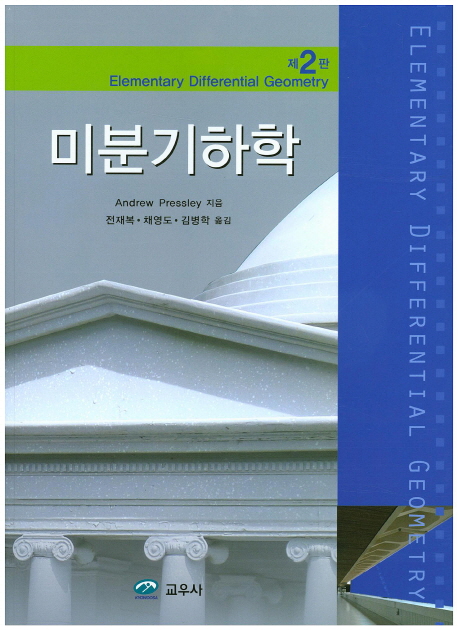 제2판
Elementary Differential Geometry
미분기하학
Andrew Pressley 지음
전재복 • 채영도 • 김병학 옮김
ELEMENTARY DIFFERENTIAL GEOMETRY
교우사